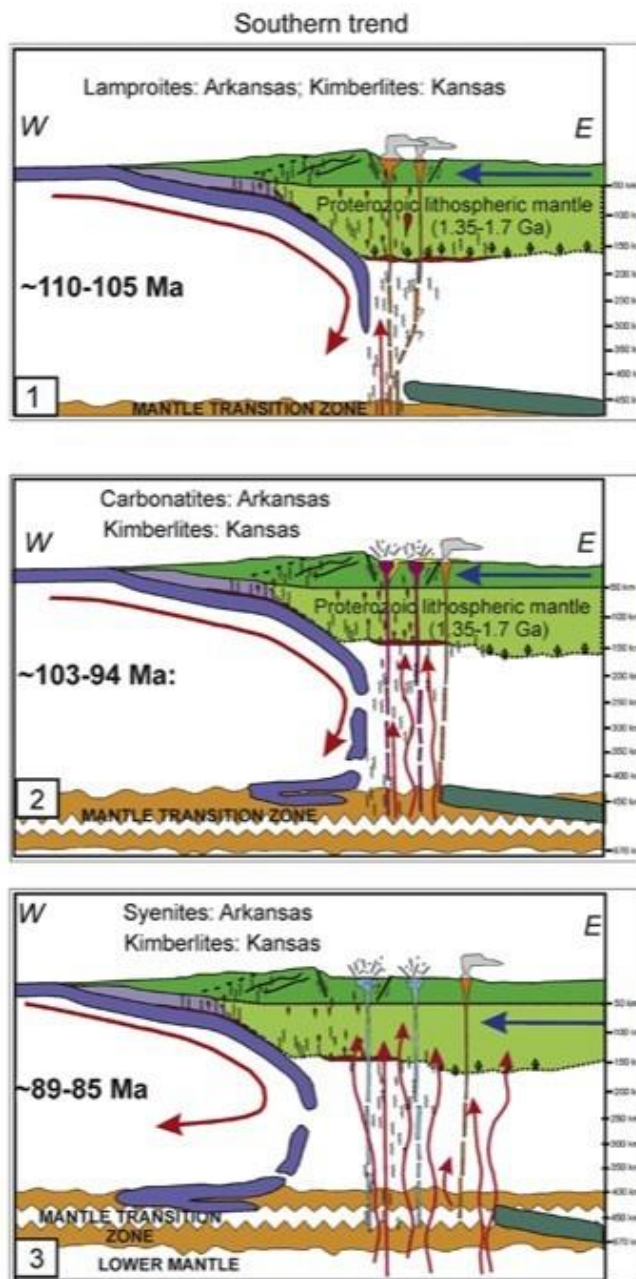 Southern trend
Lamproites: Arkansas; Kimberlites: Kansas
W
E
Proterozoic lithospheric mantle
(1.35-1.7 Ga)
~110-105 Ma
1
MANTLE TRANSITION ZONE
Carbonatites: Arkansas
Kimberlites: Kansas
W
E
Proterozoic lithospheric mantle
(1.35-1.7 Ga)
~103-94 Ma:
2
MANTLE TRANSITION ZONE
Syenites: Arkansas
Kimberlites: Kansas
W
E
~89-85 Ma
MANTLE TRANSITION
ZONE
LOWER MANTLE
3